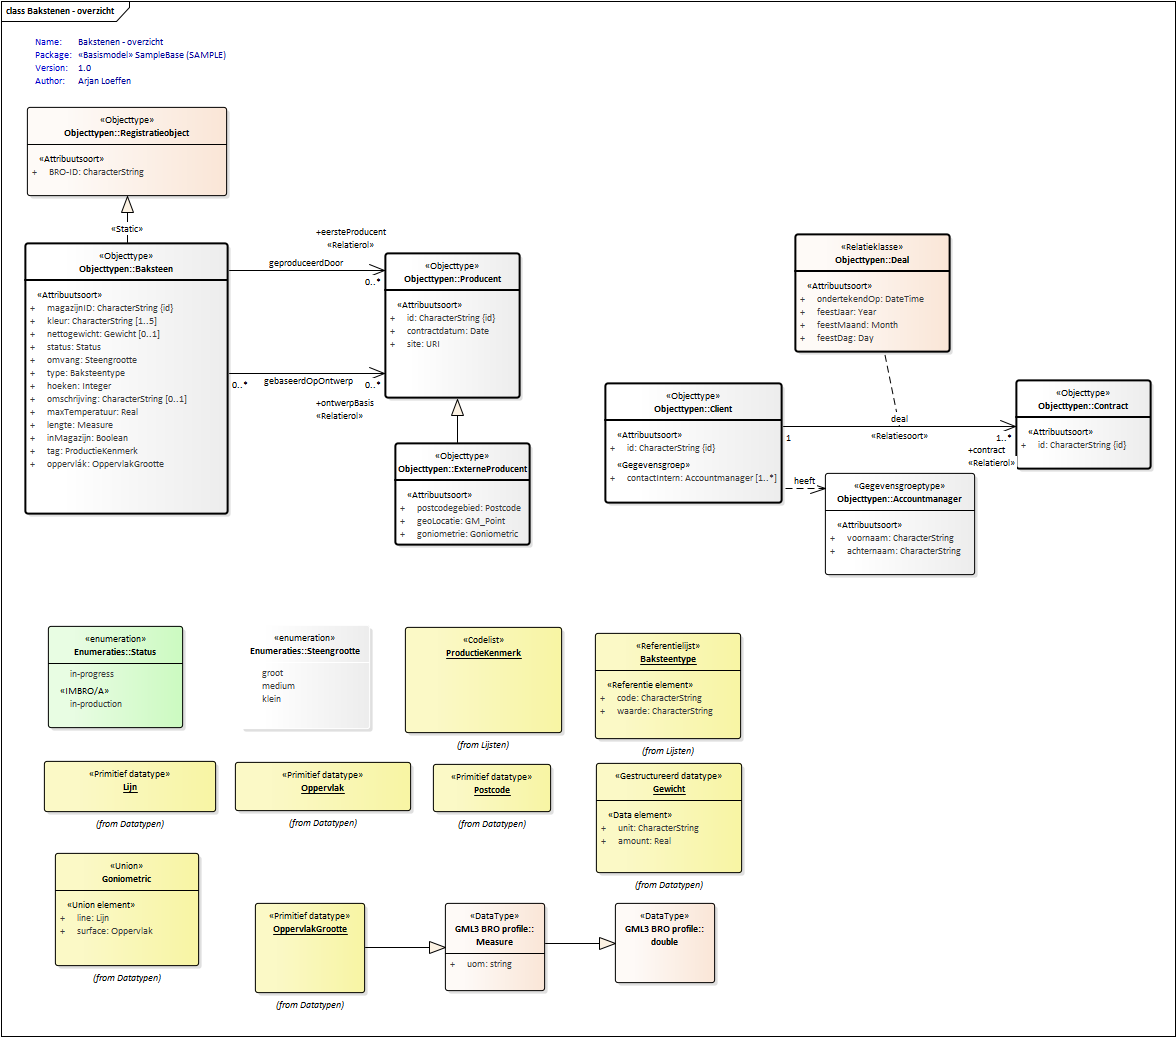 class Bakstenen - overzicht
Name: Bakstenen - overzicht
Package: «Basismodel» SampleBase (SAMPLE)
Version: 1.0
Author: Arjan Loeffen
«Objecttype»
Objecttypen::Registratieobject
«Attribuutsoort»
+ BRO-ID: CharacterString
«Static»
«Objecttype»
Objecttypen::Baksteen
«Attribuutsoort»
+ magazijnID: CharacterString {id}
+ kleur: CharacterString [1..5]
+ nettogewicht: Gewicht [0..1]
+ status: Status
+ omvang: Steengrootte
+ type: Baksteentype
+ hoeken: Integer
+ omschrijving: CharacterString [0..1]
+ maxTemperatuur: Real
+ lengte: Measure
+ inMagazijn: Boolean
+ tag: ProductieKenmerk
+ oppervlák: OppervlakGrootte
+eersteProducent
«Relatierol»
geproduceerdDoor
0..*
gebaseerdOpOntwerp
0..*
0..*
+ontwerpBasis
«Relatierol»
«Objecttype»
Objecttypen::Producent
«Attribuutsoort»
+ id: CharacterString {id}
+ contractdatum: Date
+ site: URI
«Objecttype»
Objecttypen::ExterneProducent
«Attribuutsoort»
+ postcodegebied: Postcode
+ geoLocatie: GM_Point
+ goniometrie: Goniometric
«Relatieklasse»
Objecttypen::Deal
«Attribuutsoort»
+ ondertekendOp: DateTime
+ feestJaar: Year
+ feestMaand: Month
+ feestDag: Day
«Objecttype»
Objecttypen::Client
«Attribuutsoort»
+ id: CharacterString {id}
«Gegevensgroep»
+ contactIntern: Accountmanager [1..*]
deal
1
«Relatiesoort»
1..*
+contract
«Relatierol»
«Objecttype»
Objecttypen::Contract
«Attribuutsoort»
+ id: CharacterString {id}
heeft
«Gegevensgroeptype»
Objecttypen::Accountmanager
«Attribuutsoort»
+ voornaam: CharacterString
+ achternaam: CharacterString
«enumeration»
Enumeraties::Status
in-progress
«IMBRO/A»
in-production
«enumeration»
Enumeraties::Steengrootte
groot
medium
klein
«Codelist»
ProductieKenmerk
(from Lijsten)
«Referentielijst»
Baksteentype
«Referentie element»
+ code: CharacterString
+ waarde: CharacterString
(from Lijsten)
«Primitief datatype»
Lijn
(from Datatypen)
«Primitief datatype»
Oppervlak
(from Datatypen)
«Primitief datatype»
Postcode
(from Datatypen)
«Gestructureerd datatype»
Gewicht
«Data element»
+ unit: CharacterString
+ amount: Real
(from Datatypen)
«Union»
Goniometric
«Union element»
+ line: Lijn
+ surface: Oppervlak
(from Datatypen)
«Primitief datatype»
OppervlakGrootte
(from Datatypen)
«DataType»
GML3 BRO profile::
Measure
+ uom: string
«DataType»
GML3 BRO profile::
double